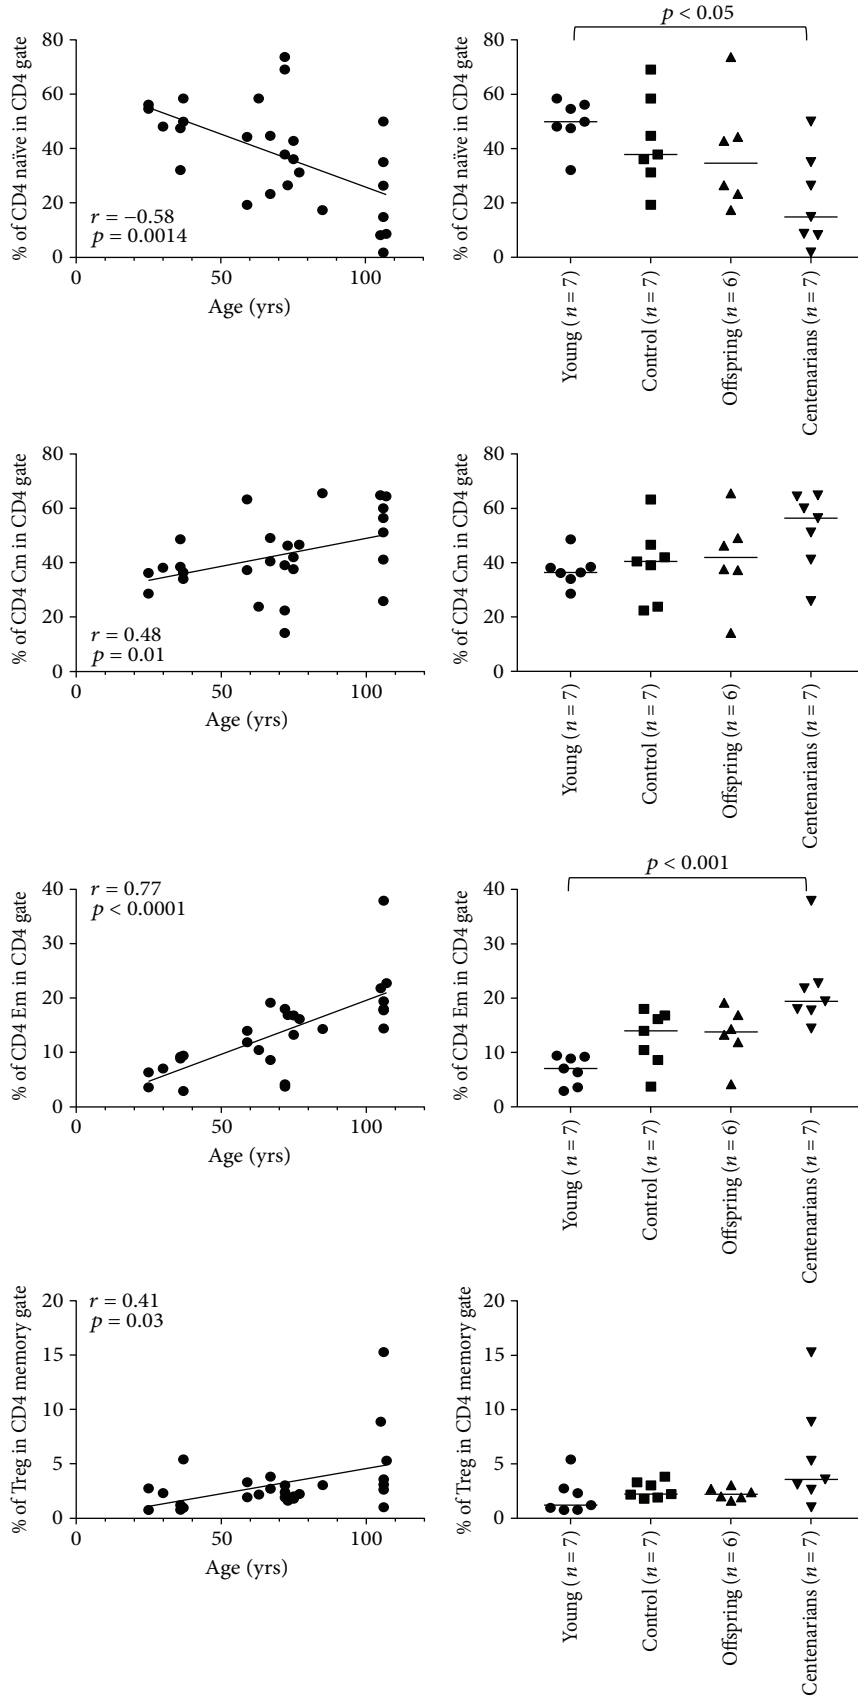 % of CD4 naïve in CD4 gate
80
60
40
20
0
r = −0.58
p = 0.0014
0
50
100
Age (yrs)
% of CD4 naïve in CD4 gate
80
60
40
20
0
p < 0.05
Young (n = 7)
Control (n = 7)
Offspring (n = 6)
Centenarians (n = 7)
% of CD4 Cm in CD4 gate
80
60
40
20
0
r = 0.48
p = 0.01
0
50
100
Age (yrs)
% of CD4 Cm in CD4 gate
80
60
40
20
0
Young (n = 7)
Control (n = 7)
Offspring (n = 6)
Centenarians (n = 7)
% of CD4 Em in CD4 gate
40
30
20
10
0
r = 0.77
p < 0.0001
0
50
100
Age (yrs)
% of CD4 Em in CD4 gate
40
30
20
10
0
p < 0.001
Young (n = 7)
Control (n = 7)
Offspring (n = 6)
Centenarians (n = 7)
% of Treg in CD4 memory gate
20
15
10
5
0
r = 0.41
p = 0.03
0
50
100
Age (yrs)
% of Treg in CD4 memory gate
20
15
10
5
0
Young (n = 7)
Control (n = 7)
Offspring (n = 6)
Centenarians (n = 7)